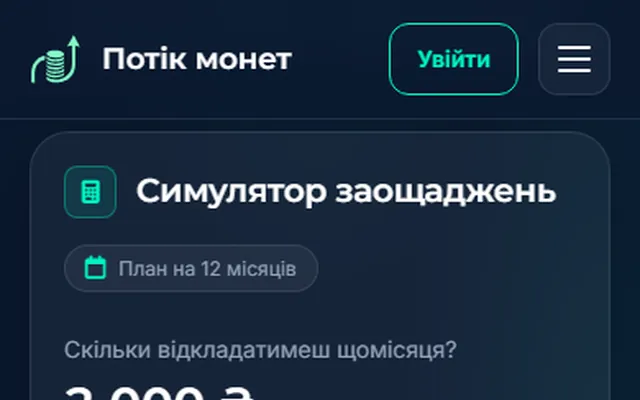 Потік монет
Увійти
Симулятор заощаджень
План на 12 місяців
Скільки відкладатимеш щомісяця?